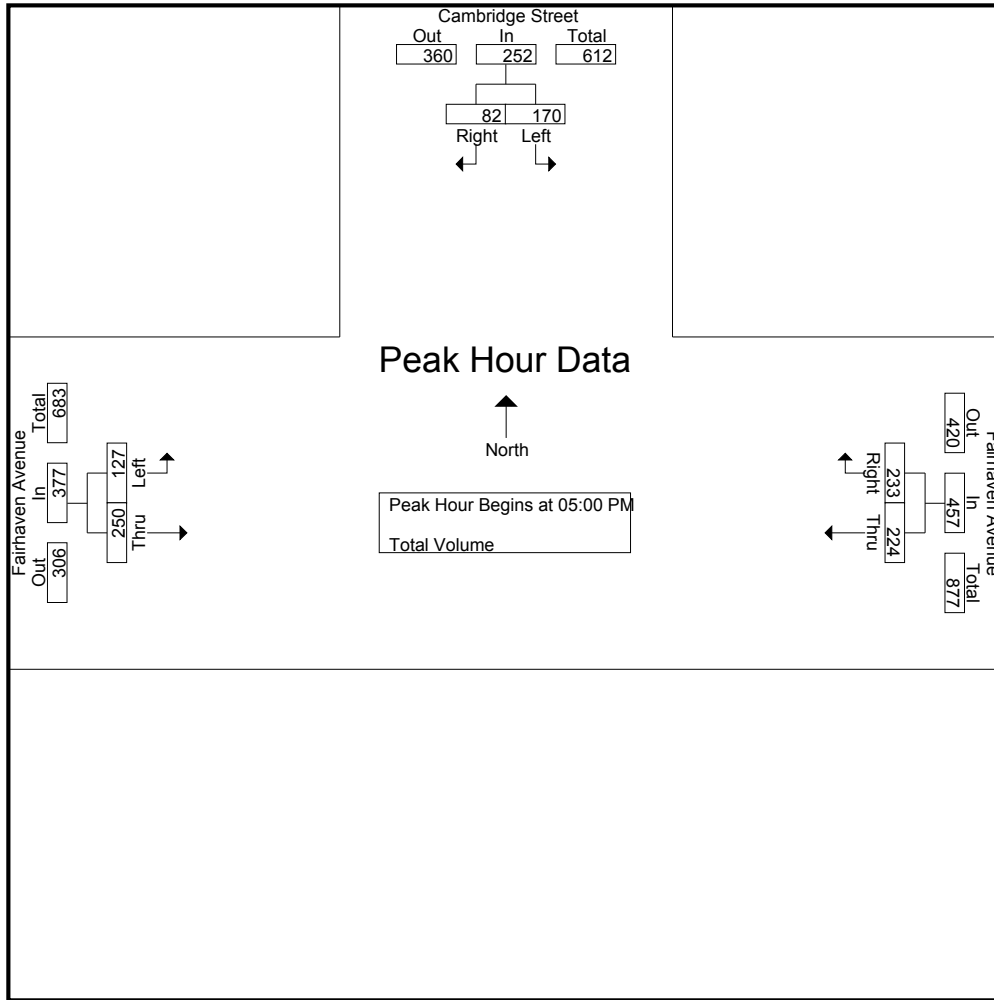 Cambridge Street
Out In Total
360 252 612
82 170
Right Left
Peak Hour Data
North
Peak Hour Begins at 05:00 PM
Total Volume
Fairhaven Avenue
Out In Total
306 377 683
127 250
Left Thru
Fairhaven Avenue
Out In Total
420 457 877
233 224
Right Thru